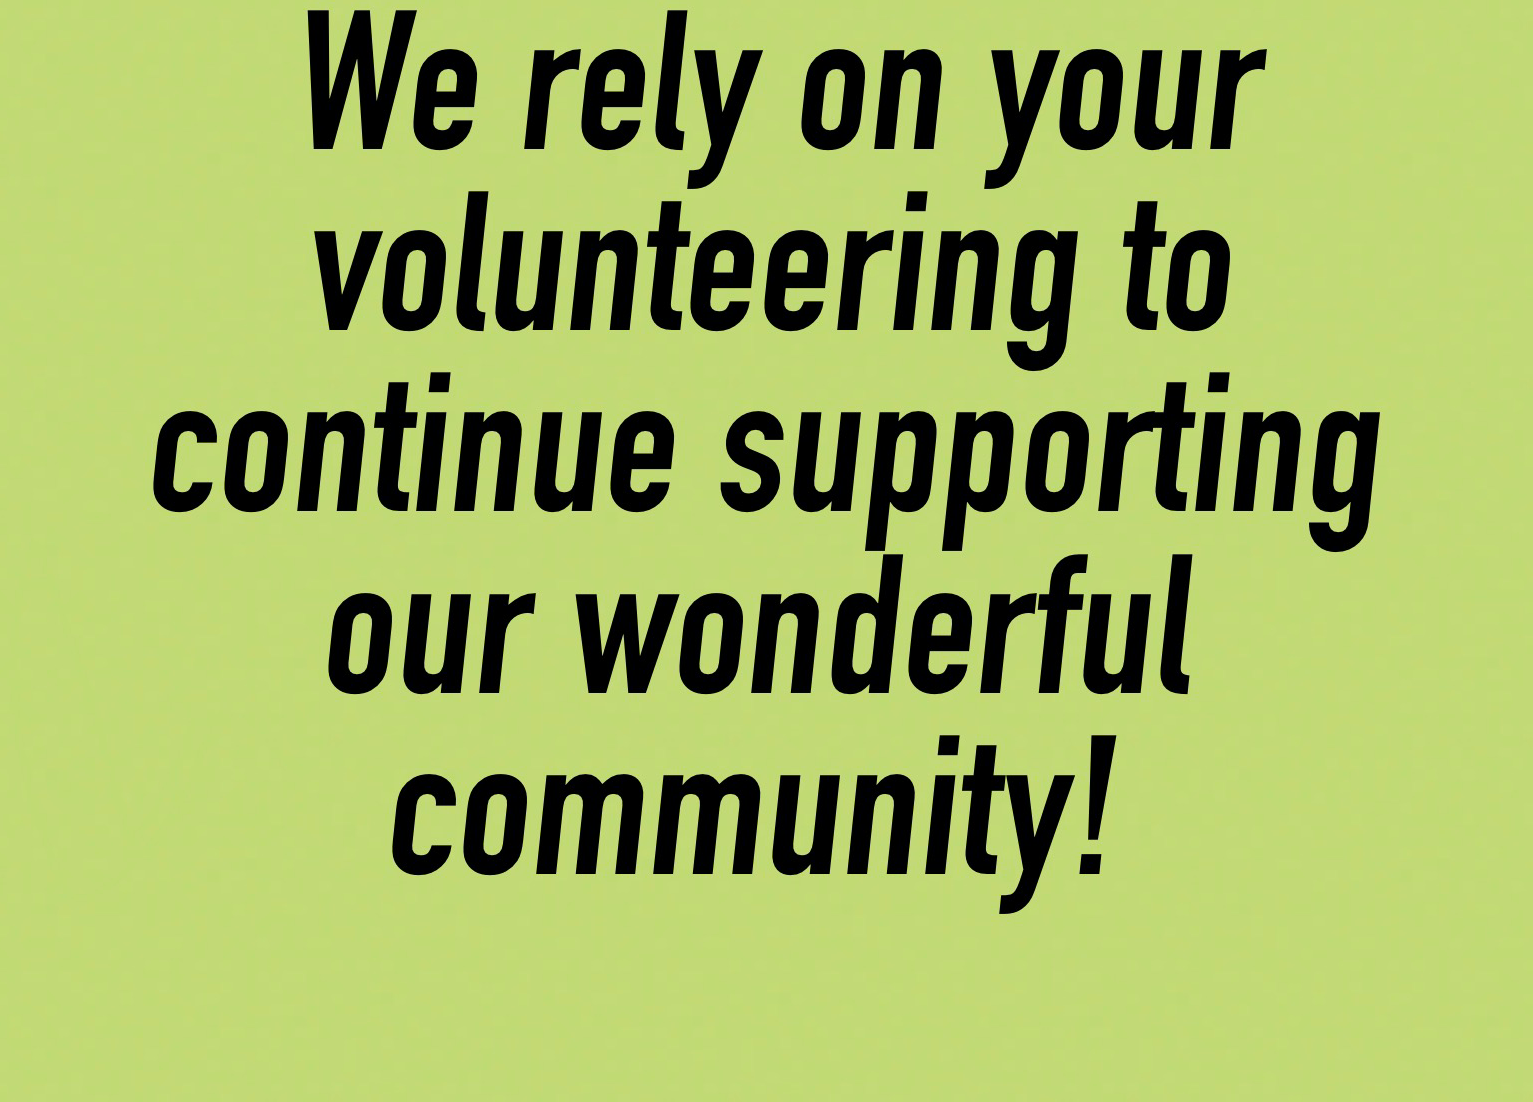 We rely on your
volunteering to
continue supporting
our wonderful
community!